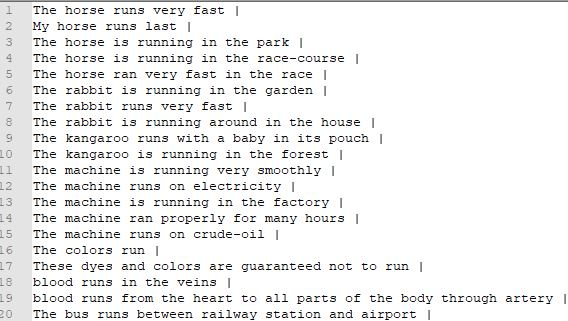 1 The horse runs very fast |
2 My horse runs last |
3 The horse is running in the park |
4 The horse is running in the race-course |
5 The horse ran very fast in the race |
6 The rabbit is running in the garden |
7 The rabbit runs very fast |
8 The rabbit is running around in the house |
9 The kangaroo runs with a baby in its pouch |
10 The kangaroo is running in the forest |
11 The machine is running very smoothly |
12 The machine runs on electricity |
13 The machine is running in the factory |
14 The machine ran properly for many hours |
15 The machine runs on crude-oil |
16 The colors run |
17 These dyes and colors are guaranteed not to run |
18 blood runs in the veins |
19 blood runs from the heart to all parts of the body through artery |
20 The bus runs between railway station and airport |